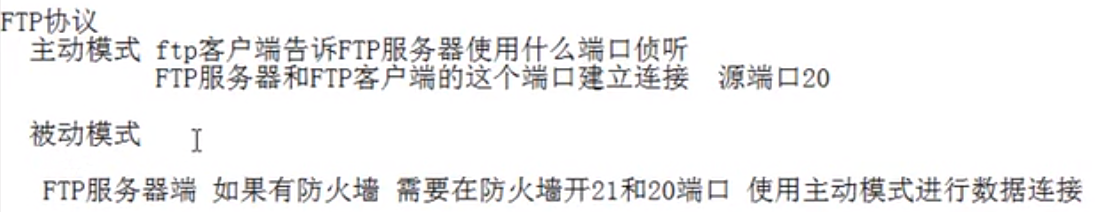 FTP协议
主动模式 ftp客户端告诉FTP服务器使用什么端口侦听
FTP服务器和FTP客户端的这个端口建立连接 源端口20
被动模式
FTP服务器端 如果有防火墙 需要在防火墙开21和20端口 使用主动模式进行数据连接